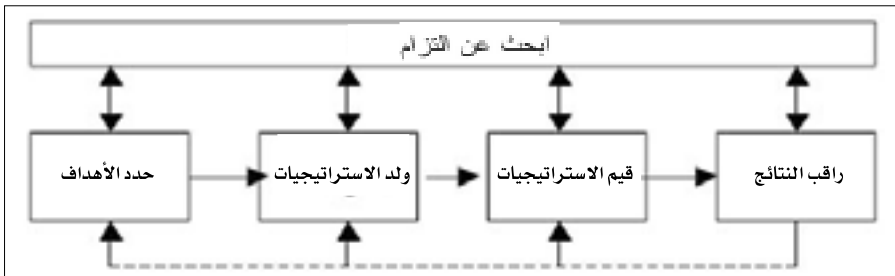 ابحث عن التزام
حدد الأهداف
ولد الاستراتيجيات
قيم الاستراتيجيات
راقب النتائج